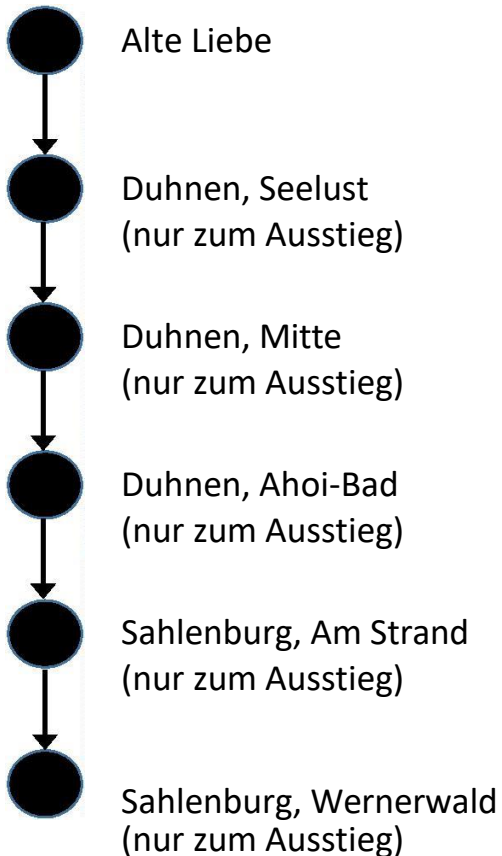 Alte Liebe
Duhnen, Seelust
(nur zum Ausstieg)
Duhnen, Mitte
(nur zum Ausstieg)
Duhnen, Ahoi-Bad
(nur zum Ausstieg)
Sahlenburg, Am Strand
(nur zum Ausstieg)
Sahlenburg, Wernerwald
(nur zum Ausstieg)